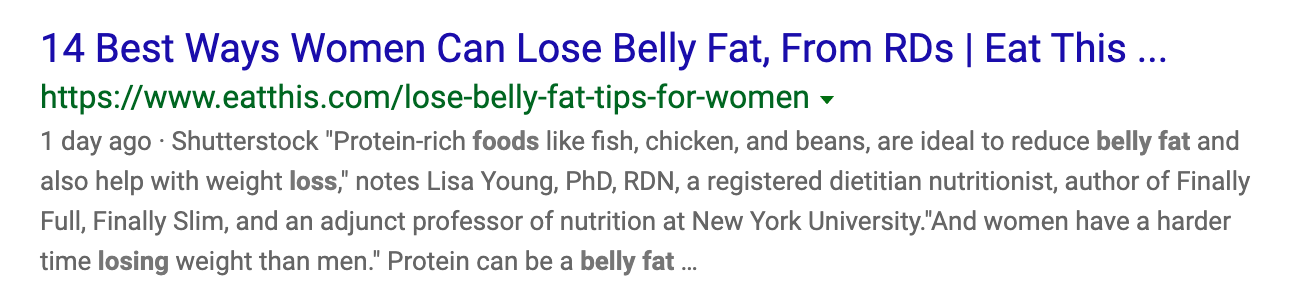 14 Best Ways Women Can Lose Belly Fat, From RDs | Eat This ...
https://www.eatthis.com/lose-belly-fat-tips-for-women
1 day ago · Shutterstock "Protein-rich foods like fish, chicken, and beans, are ideal to reduce belly fat and
also help with weight loss," notes Lisa Young, PhD, RDN, a registered dietitian nutritionist, author of Finally
Full, Finally Slim, and an adjunct professor of nutrition at New York University."And women have a harder
time losing weight than men." Protein can be a belly fat ...